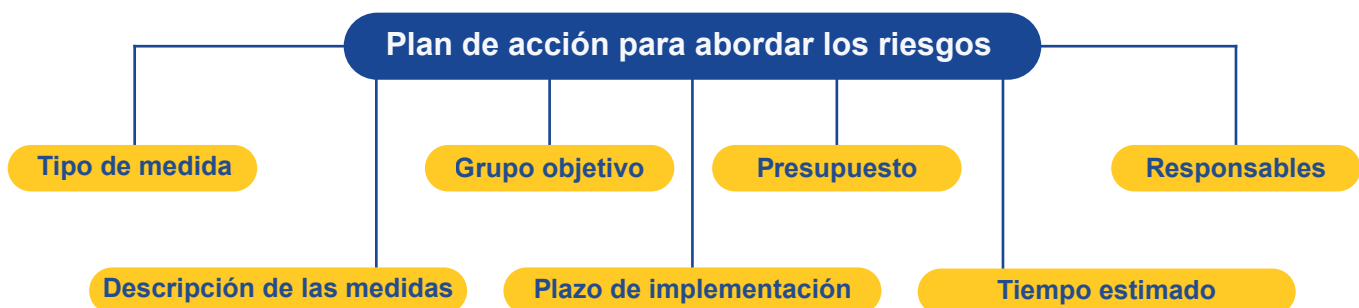 Plan de acción para abordar los riesgos
Tipo de medida
Grupo objetivo
Presupuesto
Responsables
Descripción de las medidas
Plazo de implementación
Tiempo estimado